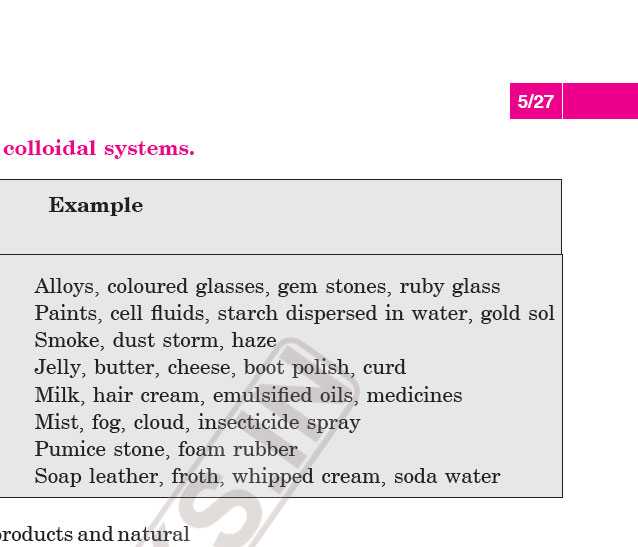 5/27
colloidal systems.
Example
Alloys, coloured glasses, gem stones, ruby glass
Paints, cell fluids, starch dispersed in water, gold sol
Smoke, dust storm, haze
Jelly, butter, cheese, boot polish, curd
Milk, hair cream, emulsified oils, medicines
Mist, fog, cloud, insecticide spray
Pumice stone, foam rubber
Soap leather, froth, whipped cream, soda water
products and natural